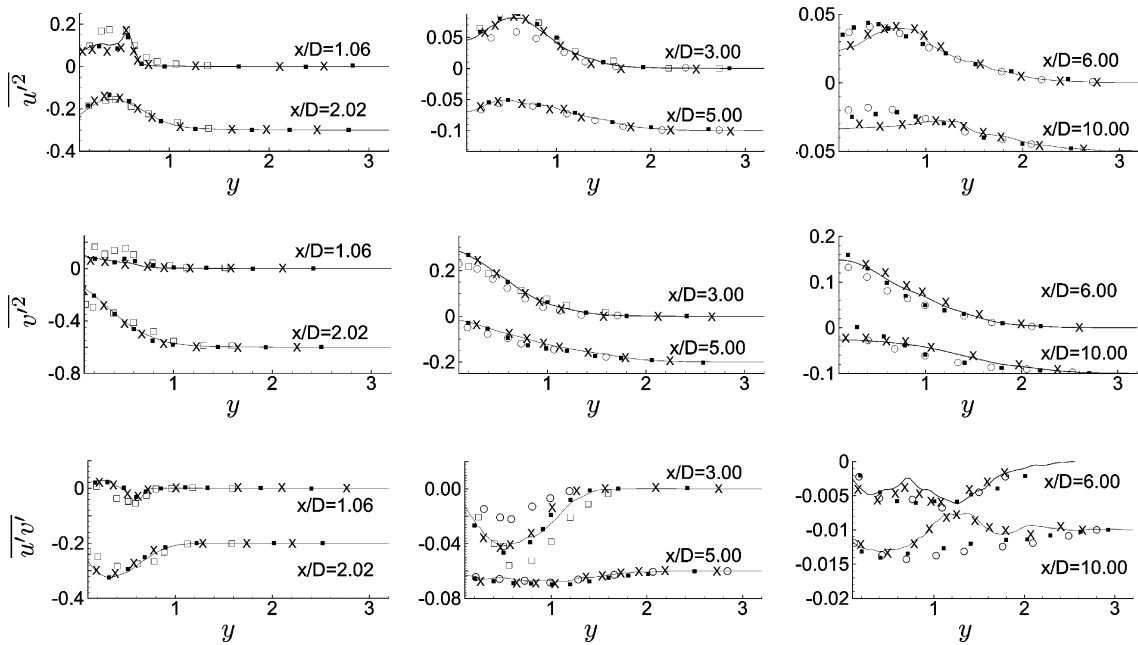 0.2
0
-0.2
-0.4
x/D=1.06
x/D=2.02
1 2 3
y
u'²
0.05
0
-0.05
-0.1
x/D=3.00
x/D=5.00
1 2 3
y
0.05
0
-0.05
x/D=6.00
x/D=10.00
1 2 3
y
0
-0.4
-0.8
x/D=1.06
x/D=2.02
0 1 2 3
y
v'²
0.2
0
-0.2
x/D=3.00
x/D=5.00
0 1 2 3
y
0.2
0.1
0
-0.1
x/D=6.00
x/D=10.00
0 1 2 3
y
0
-0.2
-0.4
x/D=1.06
x/D=2.02
1 2 3
y
u'v'
0.00
-0.04
-0.08
x/D=3.00
x/D=5.00
1 2 3
y
0
-0.005
-0.01
-0.015
-0.02
x/D=6.00
x/D=10.00
1 2 3
y